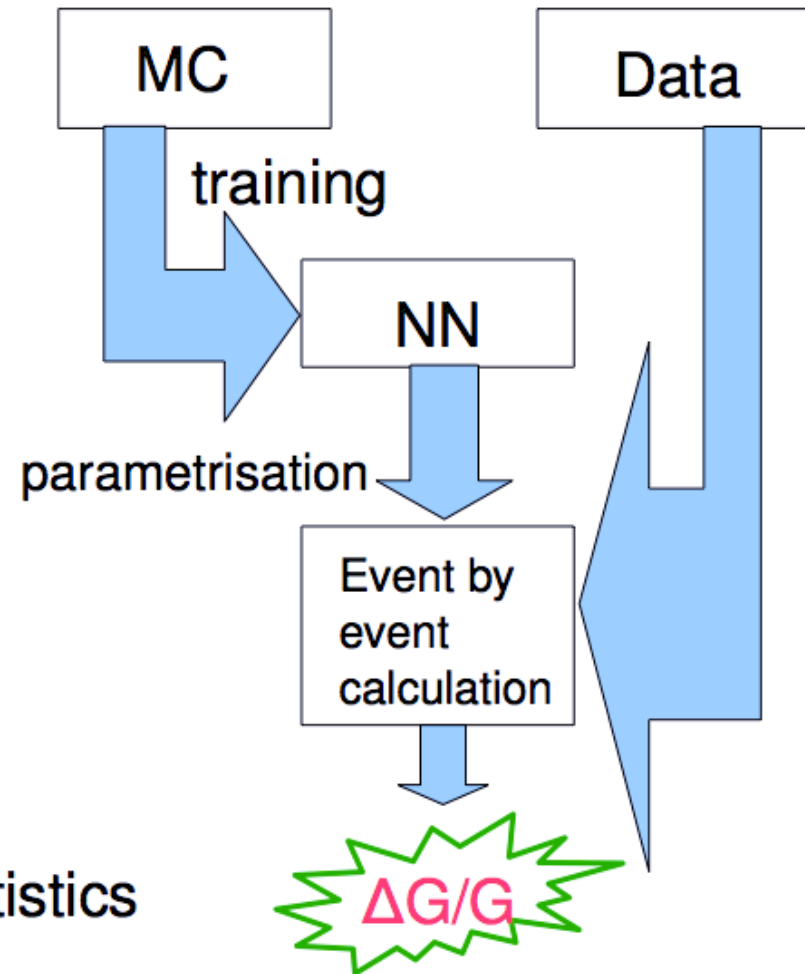 MC
Data
training
NN
parametrisation
Event by
event
calculation
tistics
ΔG/G